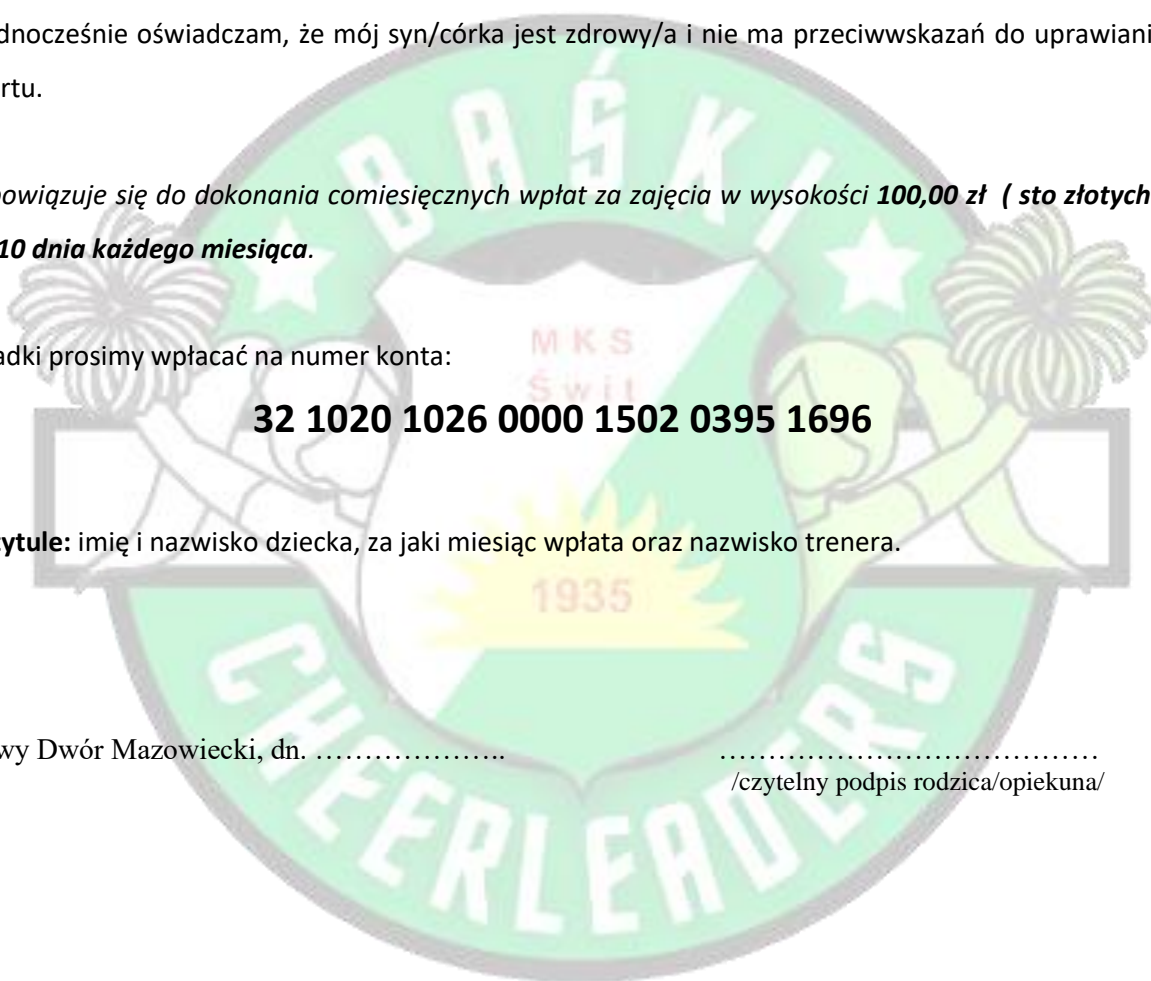 dnocześnie oświadczam, że mój syn/córka jest zdrowy/a i nie ma przeciwwskazań do uprawiani
rtu.
BAŚKI
owiązuje się do dokonania comiesięcznych wpłat za zajęcia w wysokości 100,00 zł ( sto złotych
10 dnia każdego miesiąca.
MKS
Świt
adki prosimy wpłacać na numer konta:
32 1020 1026 0000 1502 0395 1696
tytule: imię i nazwisko dziecka, za jaki miesiąc wpłata oraz nazwisko trenera.
1935
CHEERLEADERS
wy Dwór Mazowiecki, dn. ………………..
…………………………………
/czytelny podpis rodzica/opiekuna/